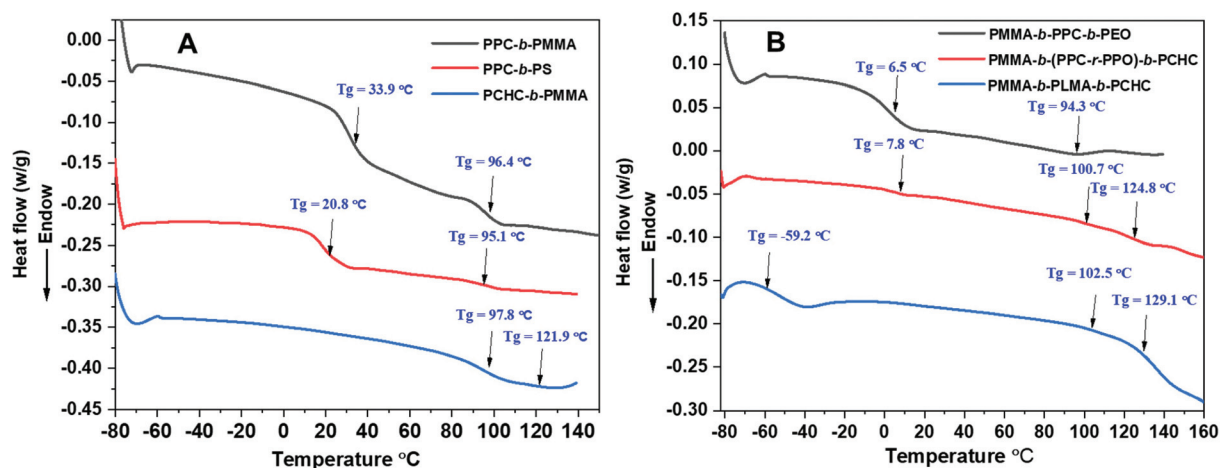 A
PPC-b-PMMA
PPC-b-PS
PCHC-b-PMMA
Tg = 33.9 °C
Tg = 96.4 °C
Tg = 20.8 °C
Tg = 95.1 °C
Tg = 97.8 °C
Tg = 121.9 °C
0.00
-0.05
-0.10
-0.15
-0.20
-0.25
-0.30
-0.35
-0.40
-0.45
Heat flow (w/g)
Endow
-80 -60 -40 -20 0 20 40 60 80 100 120 140
Temperature °C
B
PMMA-b-PPC-b-PEO
PMMA-b-(PPC-r-PPO)-b-PCHC
PMMA-b-PLMA-b-PCHC
Tg = 6.5 °C
Tg = 94.3 °C
Tg = 7.8 °C
Tg = 100.7 °C
Tg = 124.8 °C
Tg = -59.2 °C
Tg = 102.5 °C
Tg = 129.1 °C
0.15
0.10
0.05
0.00
-0.05
-0.10
-0.15
-0.20
-0.25
-0.30
Heat flow (w/g)
Endow
-80 -60 -40 -20 0 20 40 60 80 100 120 140 160
Temperature °C